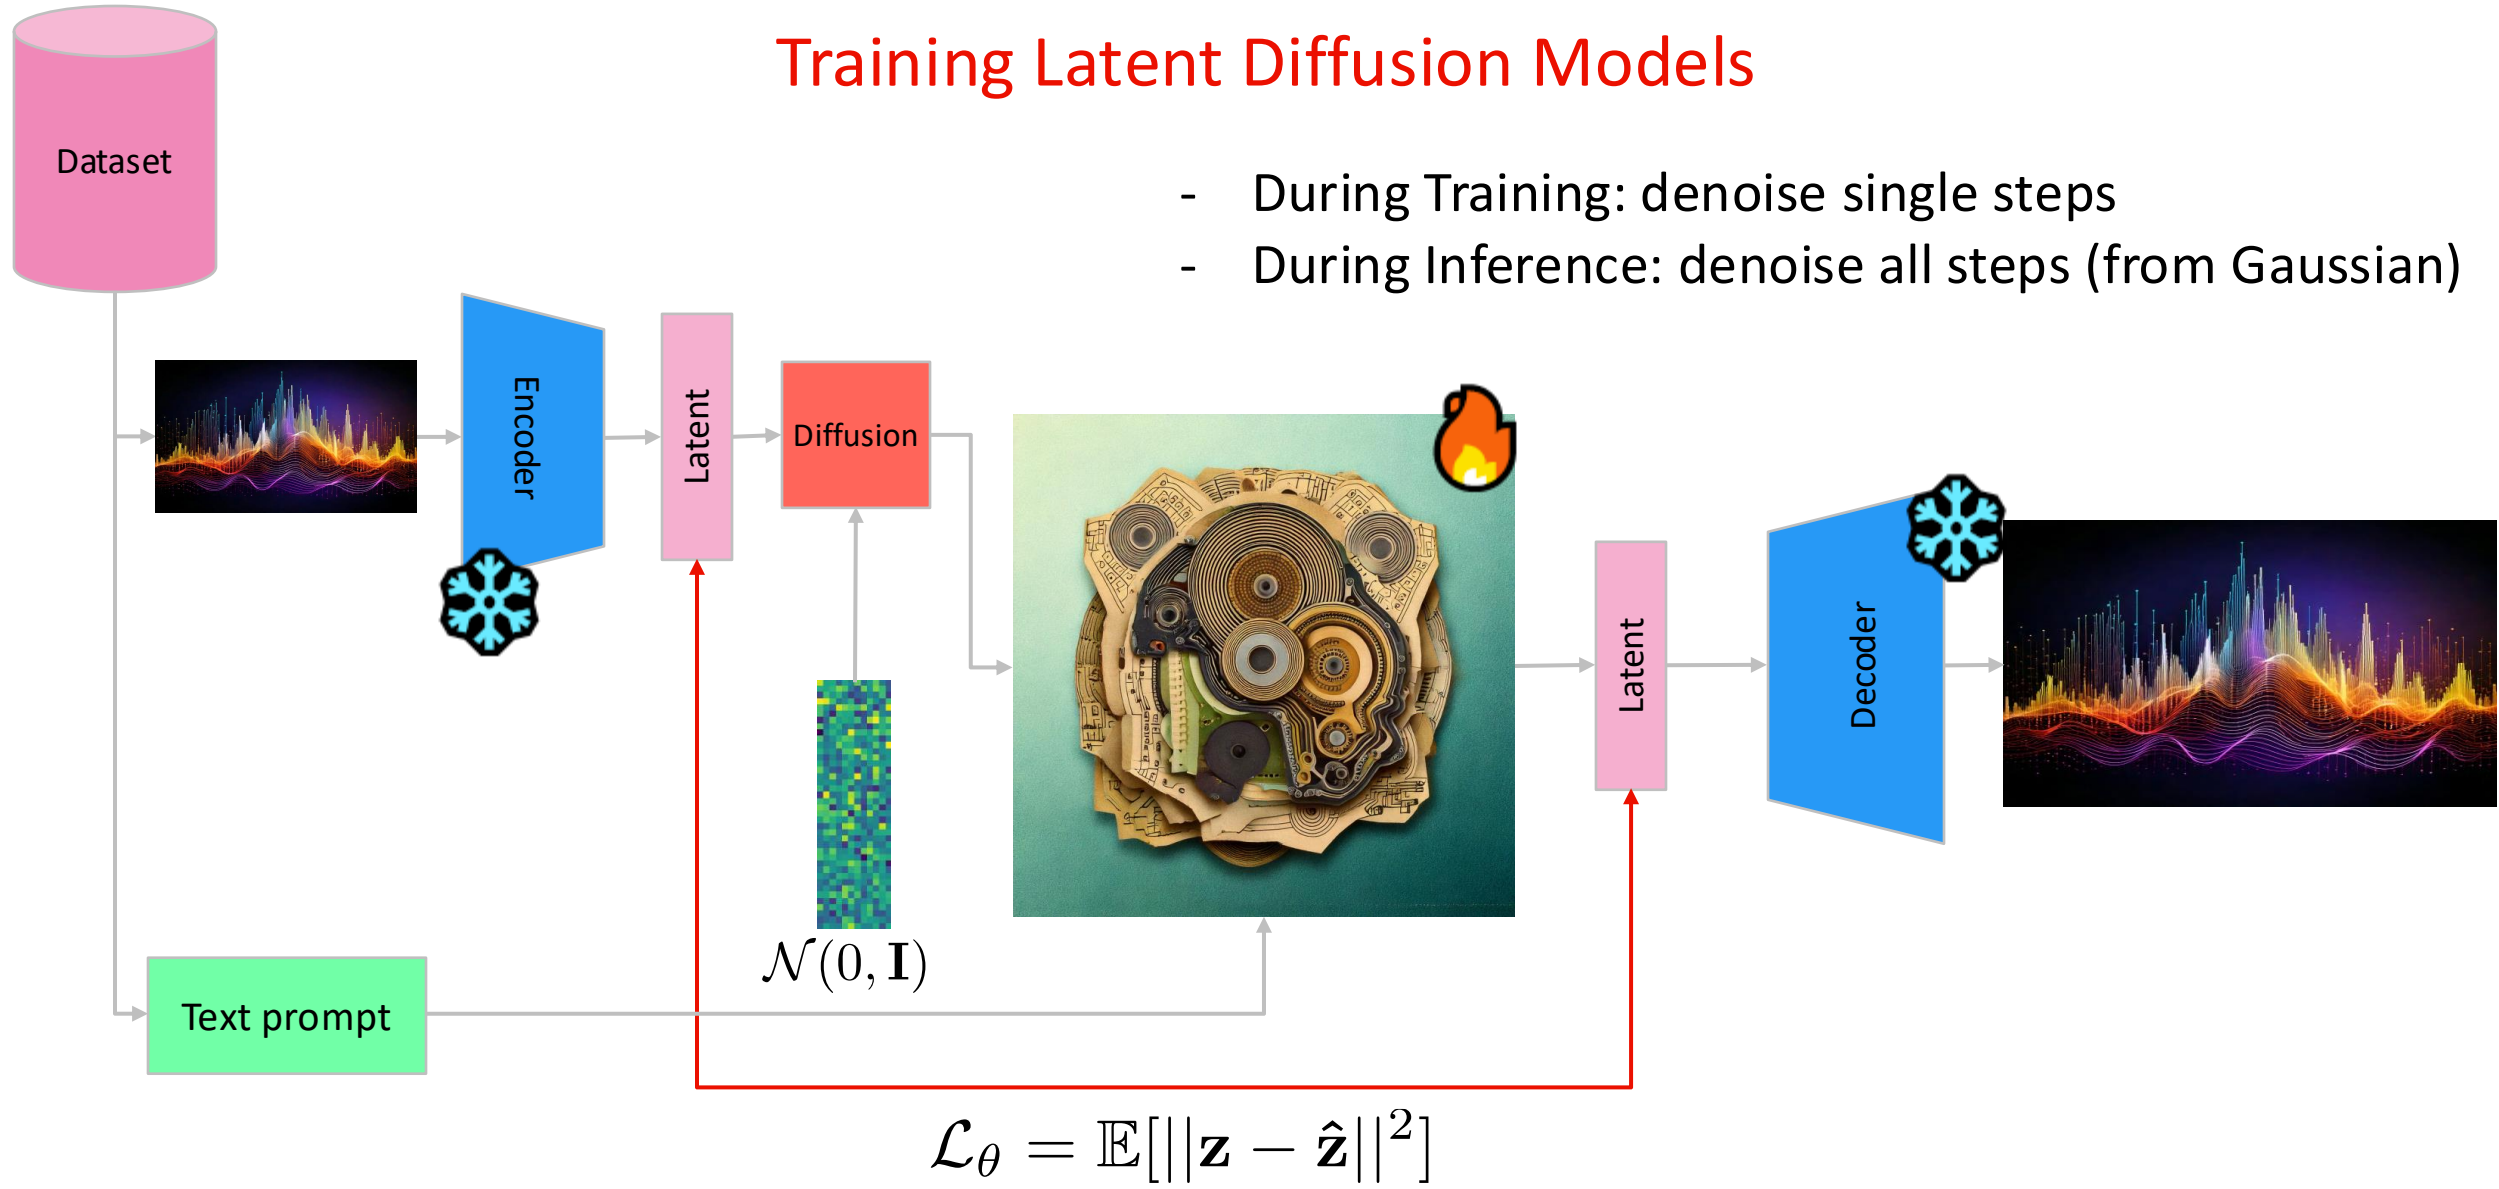 Training Latent Diffusion Models
Dataset
- During Training: denoise single steps
- During Inference: denoise all steps (from Gaussian)
Encoder
Latent
Diffusion
Latent
Decoder
𝒩(0, 𝐈)
Text prompt
ℒ_θ = 𝔼[||𝐳 − 𝐳̂||²]